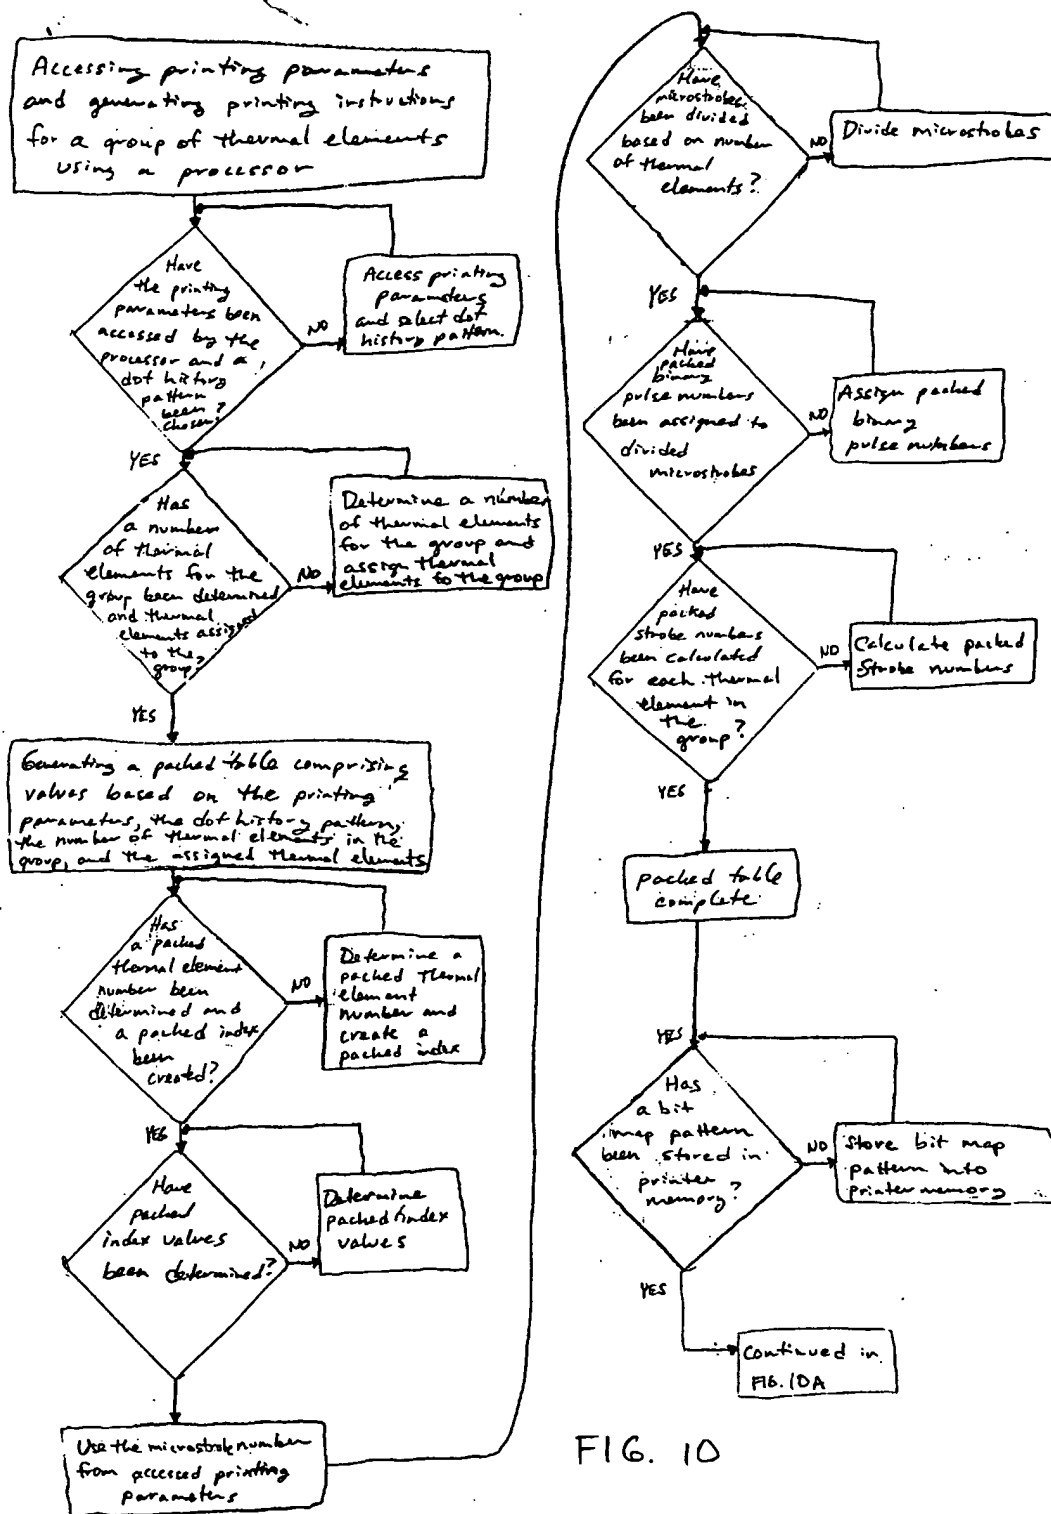 Accessing printing parameters
and generating printing instructions
for a group of thermal elements
using a processor
Have
the printing
parameters been
accessed by the
processor and a
dot history
pattern
been
chosen?
NO
Access printing
parameters
and select dot
history pattern.
YES
Has
a number
of thermal
elements for the
group been determined
and thermal
elements assigned
to the
group?
NO
Determine a number
of thermal elements
for the group and
assign thermal
elements to the group
YES
Generating a packed table comprising
values based on the printing
parameters, the dot history pattern,
the number of thermal elements in the
group, and the assigned thermal elements
Has
a packed
thermal element
number been
determined and
a packed index
been
created?
NO
Determine a
packed thermal
element
number and
create a
packed index
YES
Have
packed
index values
been determined?
NO
Determine
packed index
values
Use the microstrobe number
from accessed printing
parameters
Have
microstrobes
been divided
based on number
of thermal
elements?
NO
Divide microstrobes
YES
Have
packed
binary
pulse numbers
been assigned to
divided
microstrobes
NO
Assign packed
binary
pulse numbers
YES
Have
packed
strobe numbers
been calculated
for each thermal
element in
the
group?
NO
Calculate packed
strobe numbers
YES
packed table
complete
YES
Has
a bit
map pattern
been stored in
printer
memory?
NO
Store bit map
pattern into
printer memory
YES
Continued in
FIG. 10A
FIG. 10